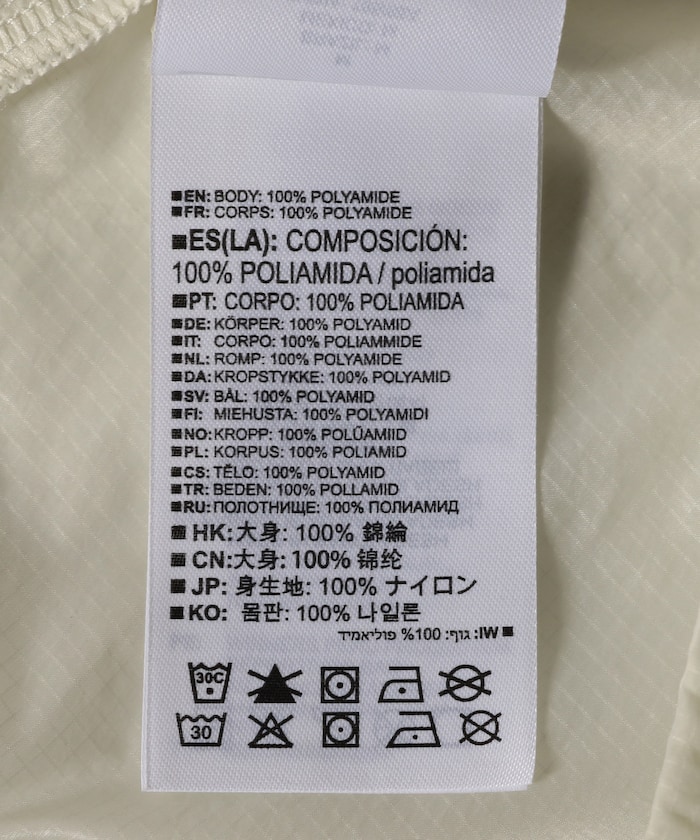 ■EN: BODY: 100% POLYAMIDE
■FR: CORPS: 100% POLYAMIDE
■ES(LA): COMPOSICIÓN:
100% POLIAMIDA / poliamida
■PT: CORPO: 100% POLIAMIDA
■DE: KÖRPER: 100% POLYAMID
■IT: CORPO: 100% POLIAMMIDE
■NL: ROMP: 100% POLYAMIDE
■DA: KROPSTYKKE: 100% POLYAMID
■SV: BÅL: 100% POLYAMID
■FI: MIEHUSTA: 100% POLYAMIDI
■NO: KROPP: 100% POLŰAMIID
■PL: KORPUS: 100% POLIAMID
■CS: TĚLO: 100% POLYAMID
■TR: BEDEN: 100% POLLAMID
■RU: ПОЛОТНИЩЕ: 100% ПОЛИАМИД
■HK:大身: 100% 錦綸
■CN:大身: 100% 锦纶
■JP: 身生地: 100% ナイロン
■KO: 몸판: 100% 나일론
■IW: גוף: 100% פוליאמיד
30C
30